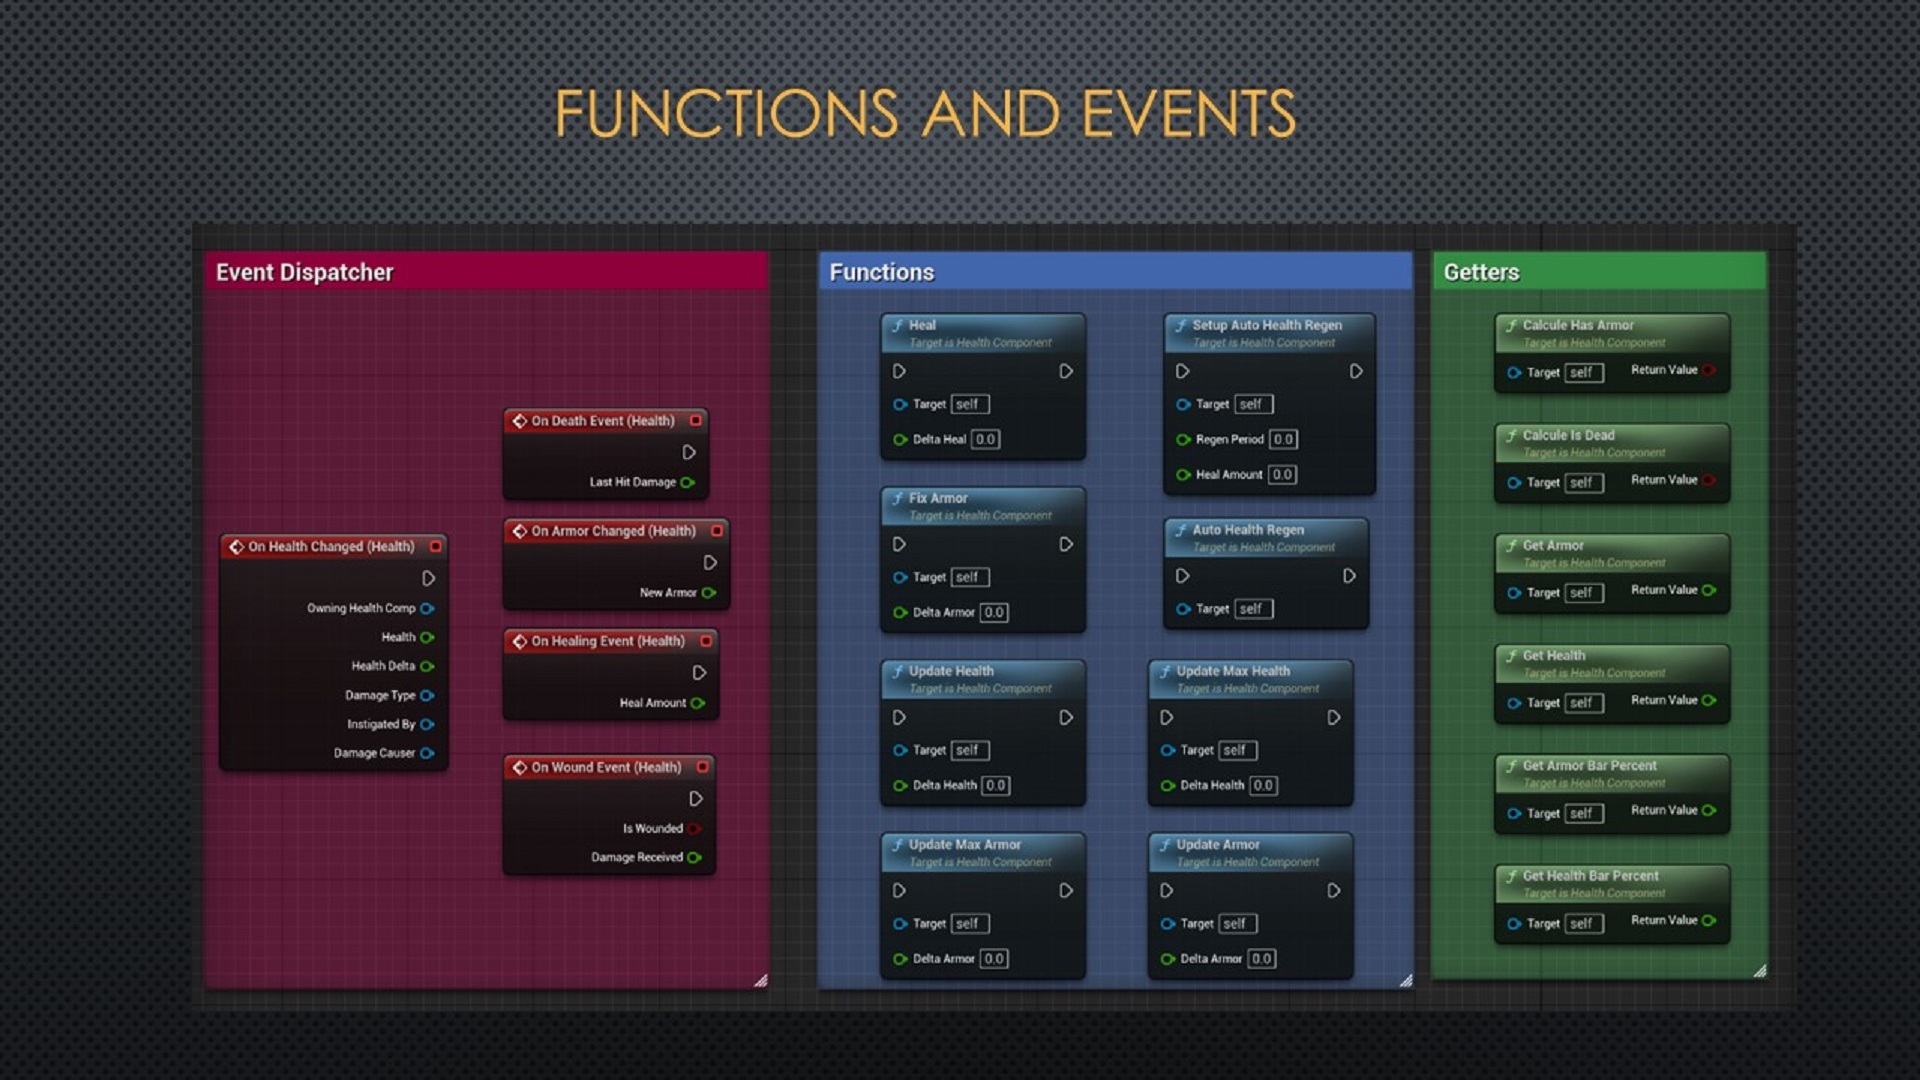 FUNCTIONS AND EVENTS
Event Dispatcher
On Health Changed (Health)
Owning Health Comp
Health
Health Delta
Damage Type
Instigated By
Damage Causer
On Death Event (Health)
Last Hit Damage
On Armor Changed (Health)
New Armor
On Healing Event (Health)
Heal Amount
On Wound Event (Health)
Is Wounded
Damage Received
Functions
f Heal
Target is Health Component
Target self
Delta Heal 0.0
f Fix Armor
Target is Health Component
Target self
Delta Armor 0.0
f Update Health
Target is Health Component
Target self
Delta Health 0.0
f Update Max Armor
Target is Health Component
Target self
Delta Armor 0.0
f Setup Auto Health Regen
Target is Health Component
Target self
Regen Period 0.0
Heal Amount 0.0
f Auto Health Regen
Target is Health Component
Target self
f Update Max Health
Target is Health Component
Target self
Delta Health 0.0
f Update Armor
Target is Health Component
Target self
Delta Armor 0.0
Getters
f Calcule Has Armor
Target is Health Component
Target self Return Value
f Calcule Is Dead
Target is Health Component
Target self Return Value
f Get Armor
Target is Health Component
Target self Return Value
f Get Health
Target is Health Component
Target self Return Value
f Get Armor Bar Percent
Target is Health Component
Target self Return Value
f Get Health Bar Percent
Target is Health Component
Target self Return Value